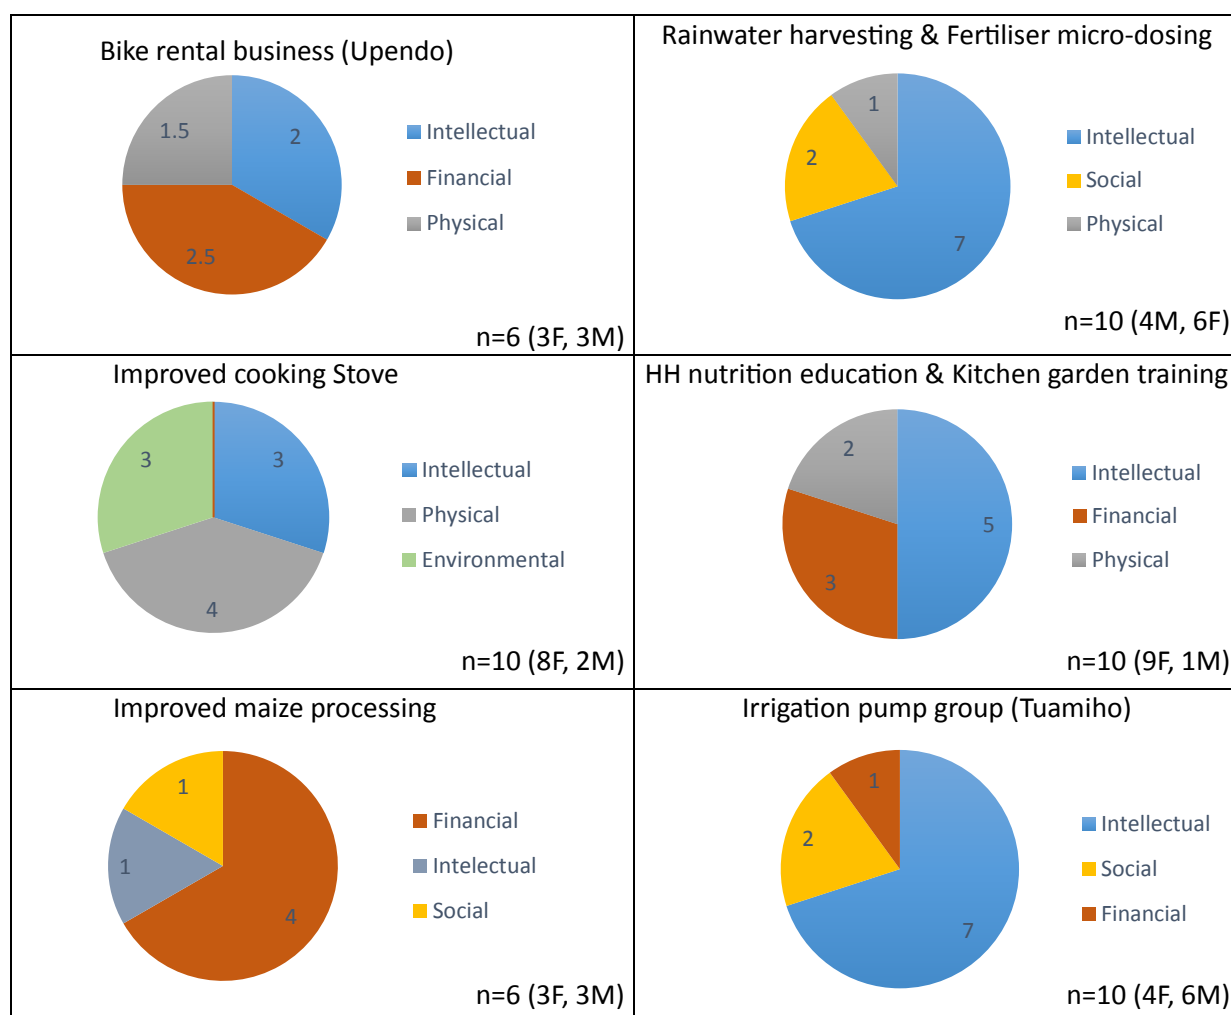 Bike rental business (Upendo)
1.5
2
2.5
Intellectual
Financial
Physical
n=6 (3F, 3M)
Rainwater harvesting & Fertiliser micro-dosing
1
2
7
Intellectual
Social
Physical
n=10 (4M, 6F)
Improved cooking Stove
3
3
4
Intellectual
Physical
Environmental
n=10 (8F, 2M)
HH nutrition education & Kitchen garden training
2
5
3
Intellectual
Financial
Physical
n=10 (9F, 1M)
Improved maize processing
1
1
4
Financial
Intelectual
Social
n=6 (3F, 3M)
Irrigation pump group (Tuamiho)
1
2
7
Intellectual
Social
Financial
n=10 (4F, 6M)